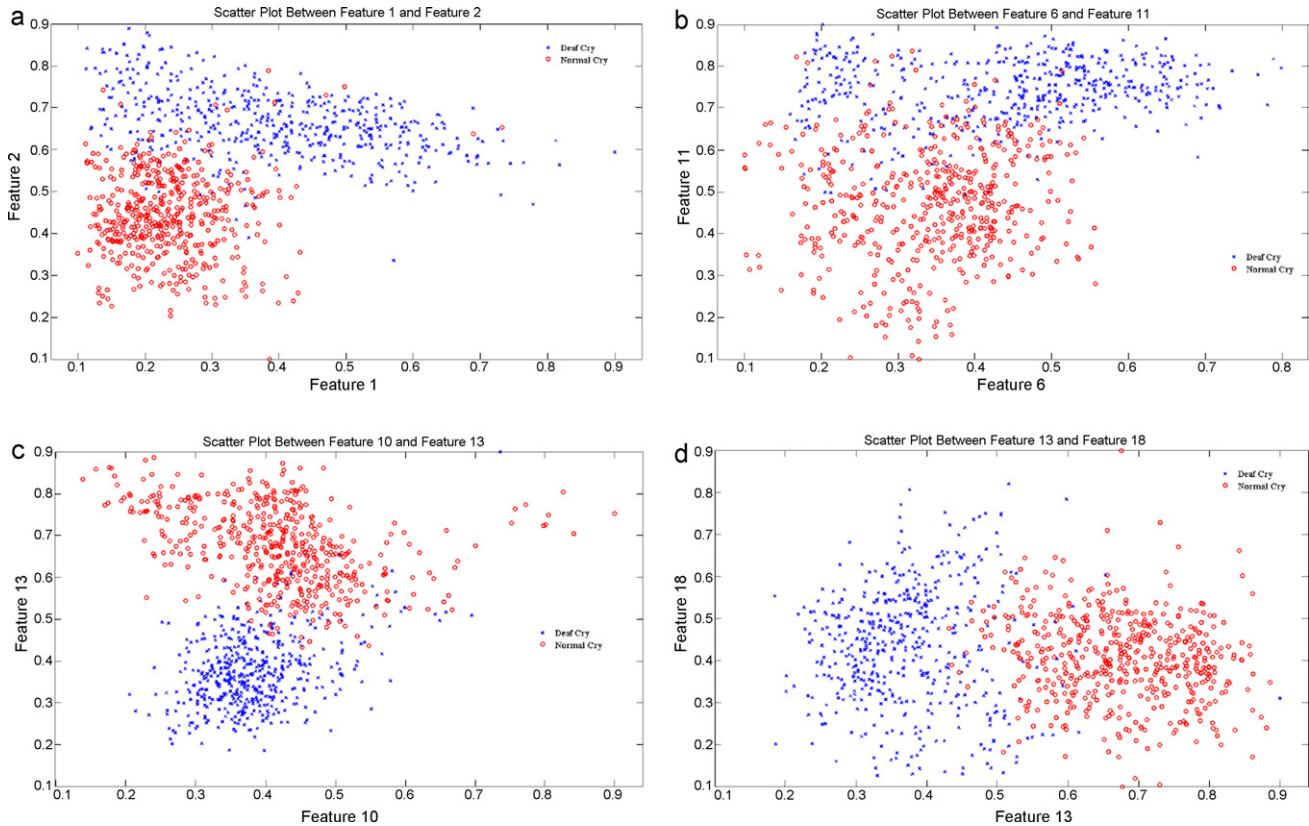 a
Scatter Plot Between Feature 1 and Feature 2
0.9
0.8
0.7
0.6
0.5
0.4
0.3
0.2
0.1
Feature 2
Deaf Cry
Normal Cry
0.1 0.2 0.3 0.4 0.5 0.6 0.7 0.8 0.9
Feature 1
b
Scatter Plot Between Feature 6 and Feature 11
0.9
0.8
0.7
0.6
0.5
0.4
0.3
0.2
0.1
Feature 11
Deaf Cry
Normal Cry
0.1 0.2 0.3 0.4 0.5 0.6 0.7 0.8
Feature 6
c
Scatter Plot Between Feature 10 and Feature 13
0.9
0.8
0.7
0.6
0.5
0.4
0.3
0.2
0.1
Feature 13
Deaf Cry
Normal Cry
0.1 0.2 0.3 0.4 0.5 0.6 0.7 0.8 0.9
Feature 10
d
Scatter Plot Between Feature 13 and Feature 18
0.9
0.8
0.7
0.6
0.5
0.4
0.3
0.2
0.1
Feature 18
Deaf Cry
Normal Cry
0.1 0.2 0.3 0.4 0.5 0.6 0.7 0.8 0.9
Feature 13